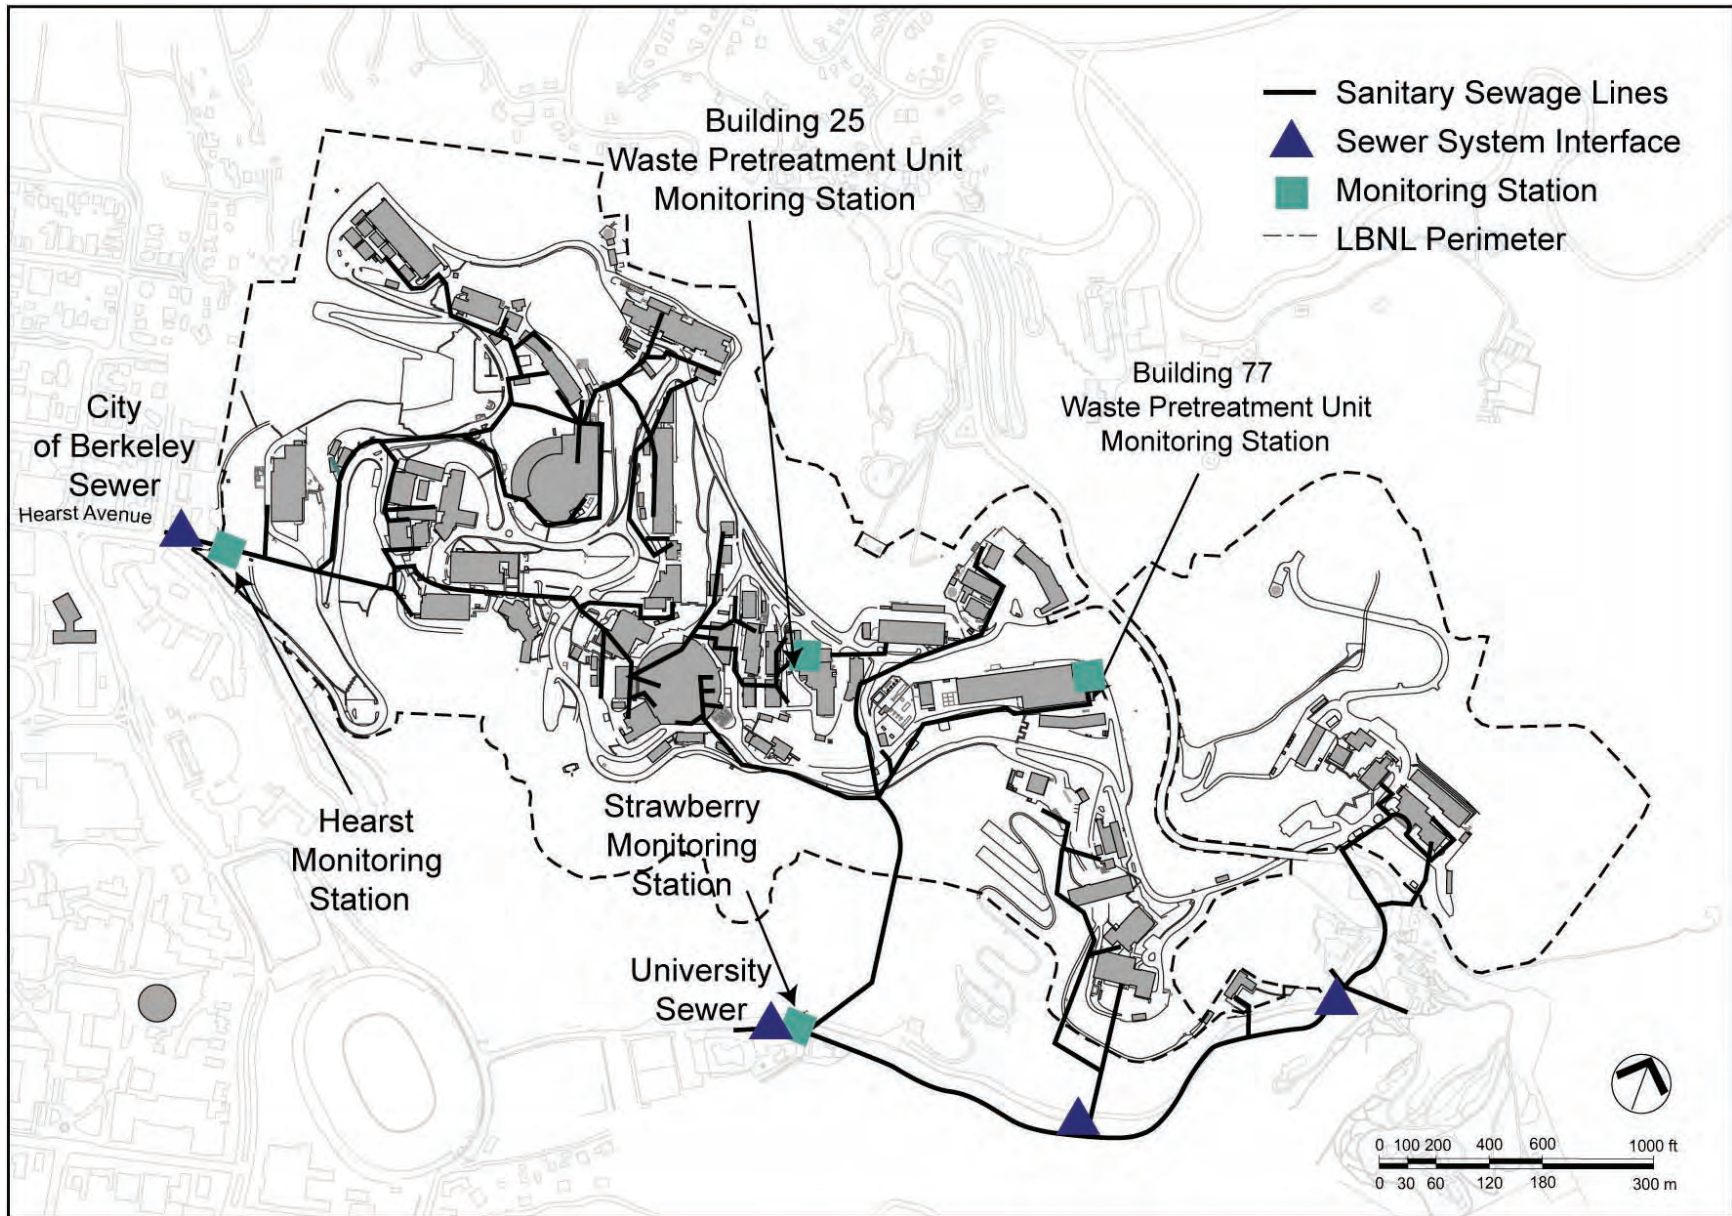 Building 25
Waste Pretreatment Unit
Monitoring Station
Sanitary Sewage Lines
Sewer System Interface
Monitoring Station
LBNL Perimeter
Building 77
Waste Pretreatment Unit
Monitoring Station
City
of Berkeley
Sewer
Hearst Avenue
Hearst
Monitoring
Station
Strawberry
Monitoring
Station
University
Sewer
0 100 200 400 600 1000 ft
0 30 60 120 180 300 m